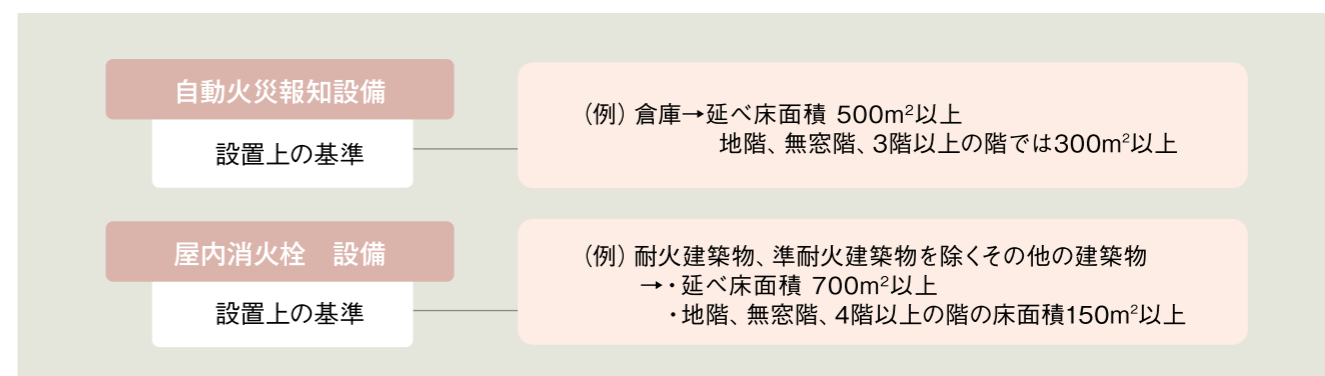 自動火災報知設備
設置上の基準
(例) 倉庫→延べ床面積 500m²以上
地階、無窓階、3階以上の階では300m²以上
屋内消火栓　設備
設置上の基準
(例) 耐火建築物、準耐火建築物を除くその他の建築物
→・延べ床面積 700m²以上
・地階、無窓階、4階以上の階の床面積150m²以上